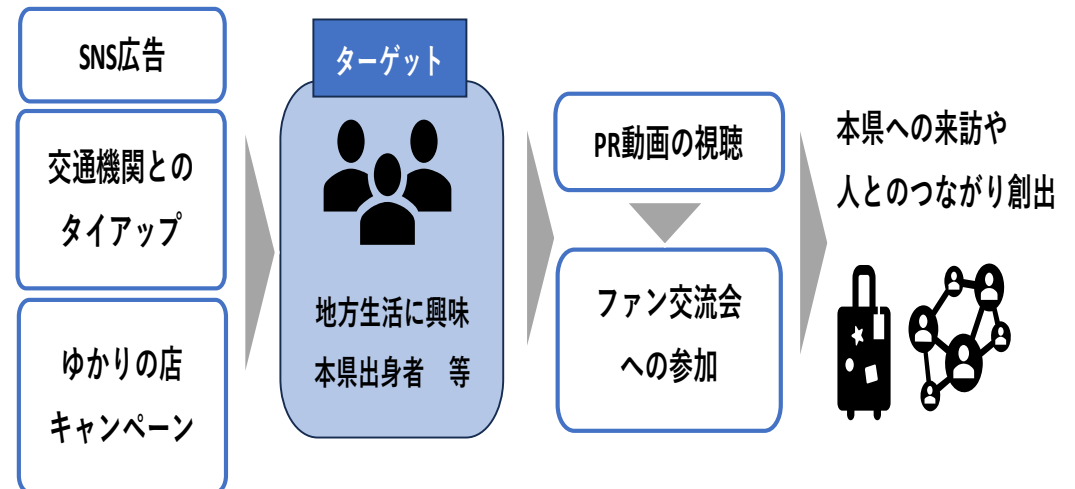 SNS広告
交通機関との
タイアップ
ゆかりの店
キャンペーン
ターゲット
地方生活に興味
本県出身者　等
PR動画の視聴
ファン交流会
への参加
本県への来訪や
人とのつながり創出